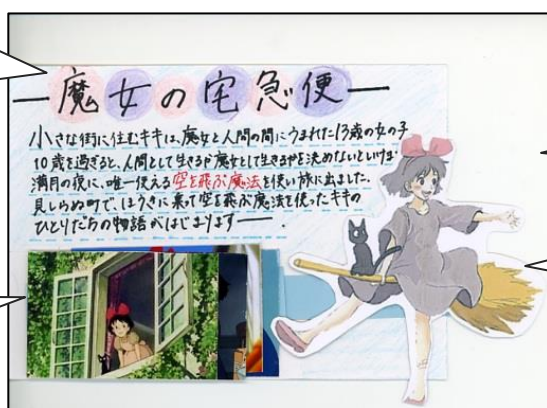 魔女の宅急便
小さな街に住むキキは、魔女と人間の間にうまれた13歳の女の子
10歳を過ぎると、人間として生きるか魔女として生きるかを決めないといけま
満月の夜に、唯一使える空を飛ぶ魔法を使い旅に出ました。
見しらぬ町で、ほうきに乗って空を飛ぶ魔法を使ったキキの
ひとりだちの物語がはじまります――.